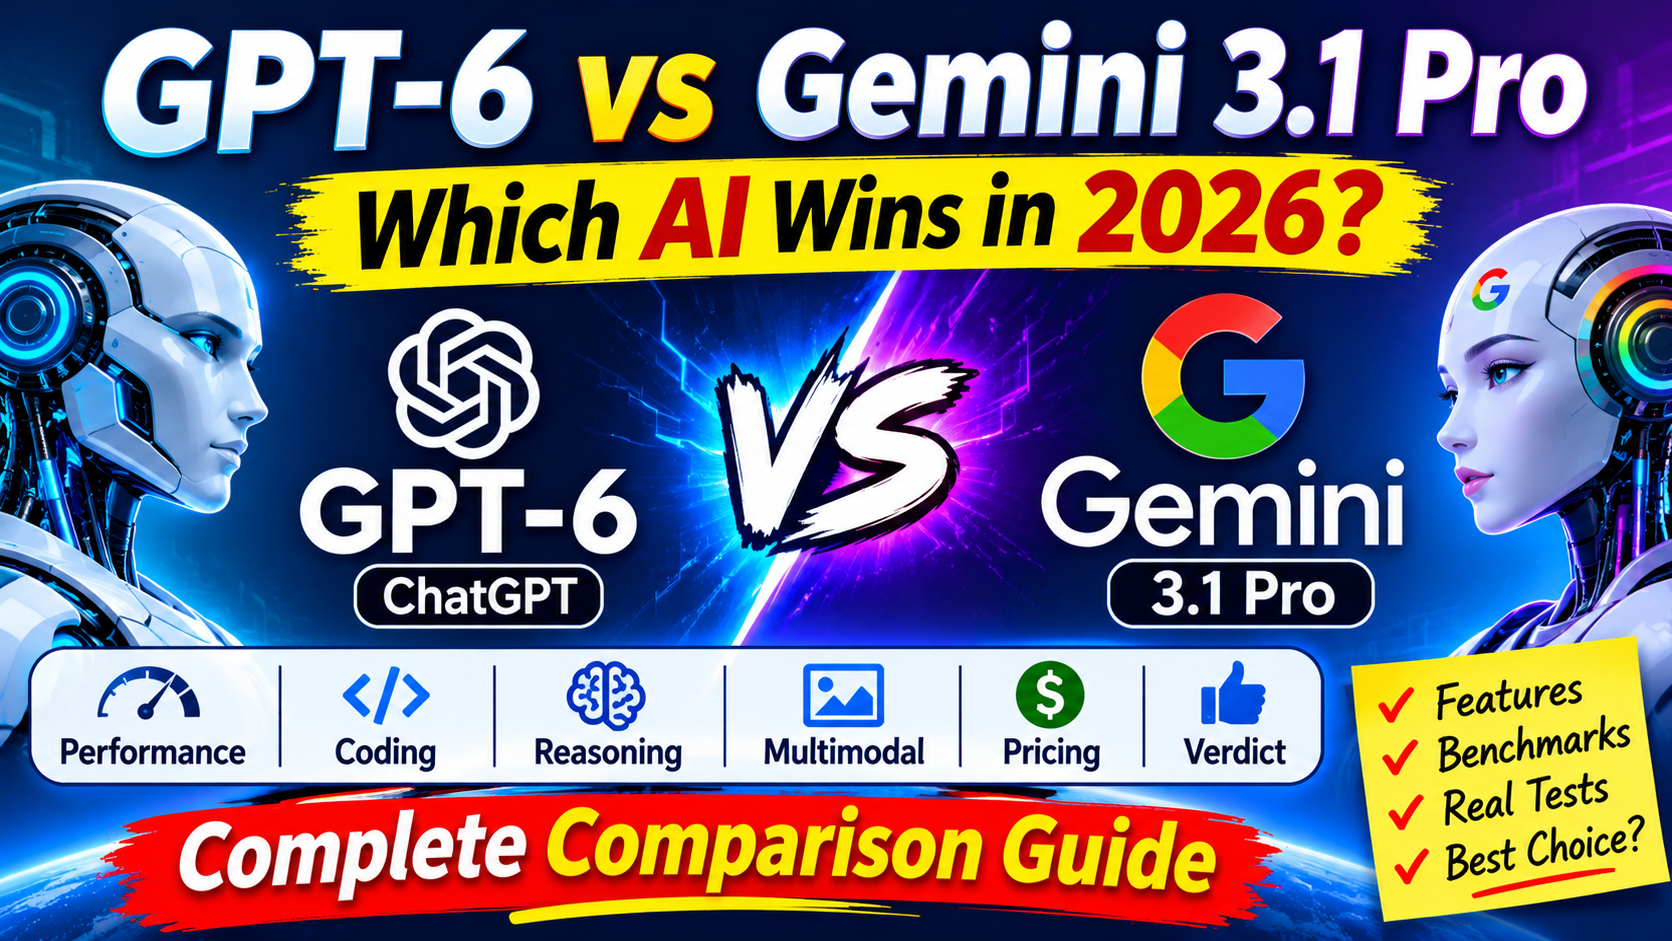 GPT-6 vs Gemini 3.1 Pro
Which AI Wins in 2026?
G
G
VS
GPT-6
ChatGPT
Gemini
3.1 Pro
</>
$
Performance
Coding
Reasoning
Multimodal
Pricing
Verdict
Features
Benchmarks
Real Tests
Best Choice?
Complete Comparison Guide